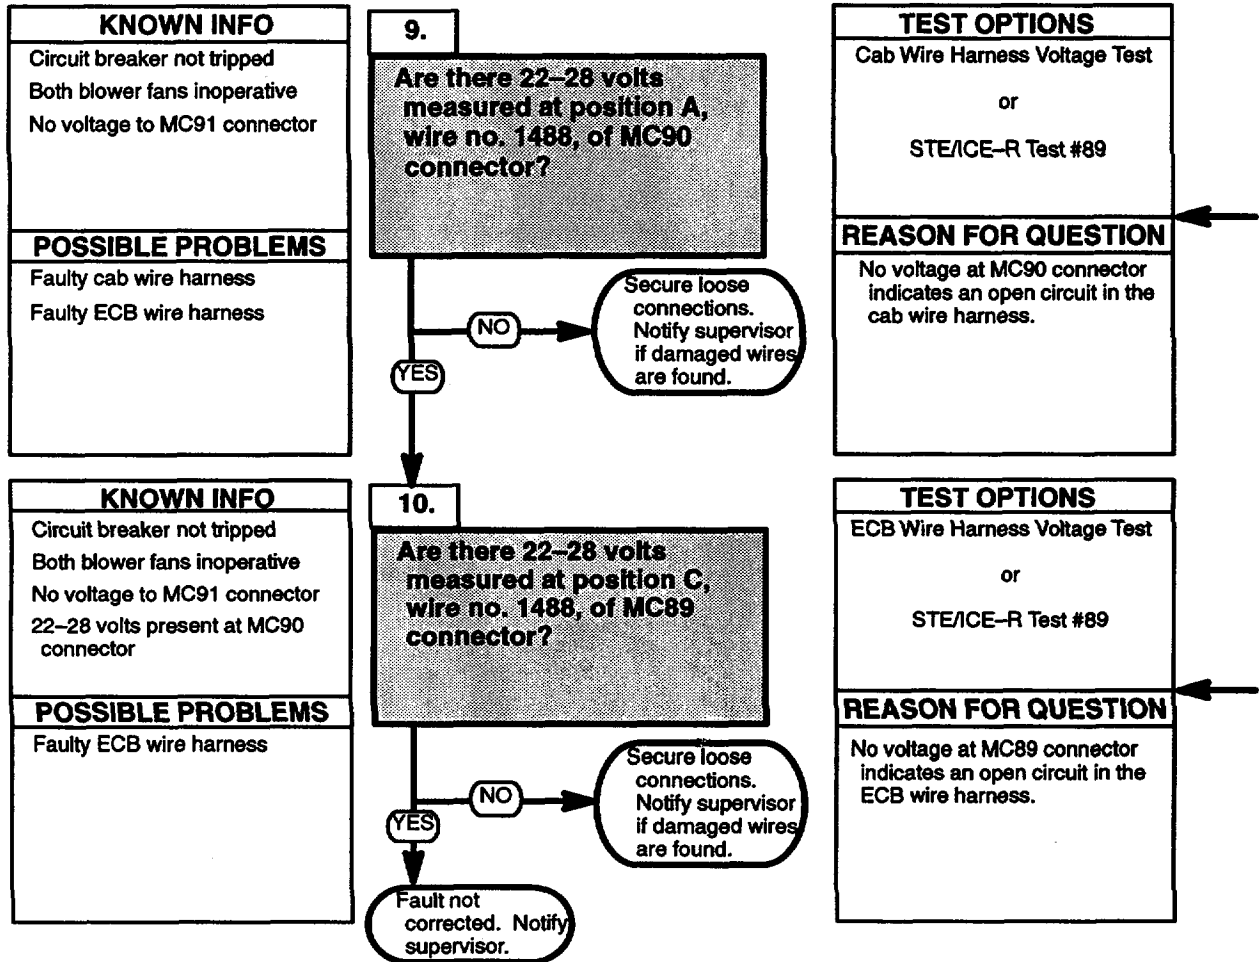 KNOWN INFO
Circuit breaker not tripped
Both blower fans inoperative
No voltage to MC91 connector
POSSIBLE PROBLEMS
Faulty cab wire harness
Faulty ECB wire harness
9.
Are there 22–28 volts
measured at position A,
wire no. 1488, of MC90
connector?
NO
Secure loose
connections.
Notify supervisor
if damaged wires
are found.
YES
TEST OPTIONS
Cab Wire Harness Voltage Test
or
STE/ICE–R Test #89
REASON FOR QUESTION
No voltage at MC90 connector
indicates an open circuit in the
cab wire harness.
KNOWN INFO
Circuit breaker not tripped
Both blower fans inoperative
No voltage to MC91 connector
22–28 volts present at MC90
connector
POSSIBLE PROBLEMS
Faulty ECB wire harness
10.
Are there 22–28 volts
measured at position C,
wire no. 1488, of MC89
connector?
NO
Secure loose
connections.
Notify supervisor
if damaged wires
are found.
YES
Fault not
corrected. Notify
supervisor.
TEST OPTIONS
ECB Wire Harness Voltage Test
or
STE/ICE–R Test #89
REASON FOR QUESTION
No voltage at MC89 connector
indicates an open circuit in the
ECB wire harness.